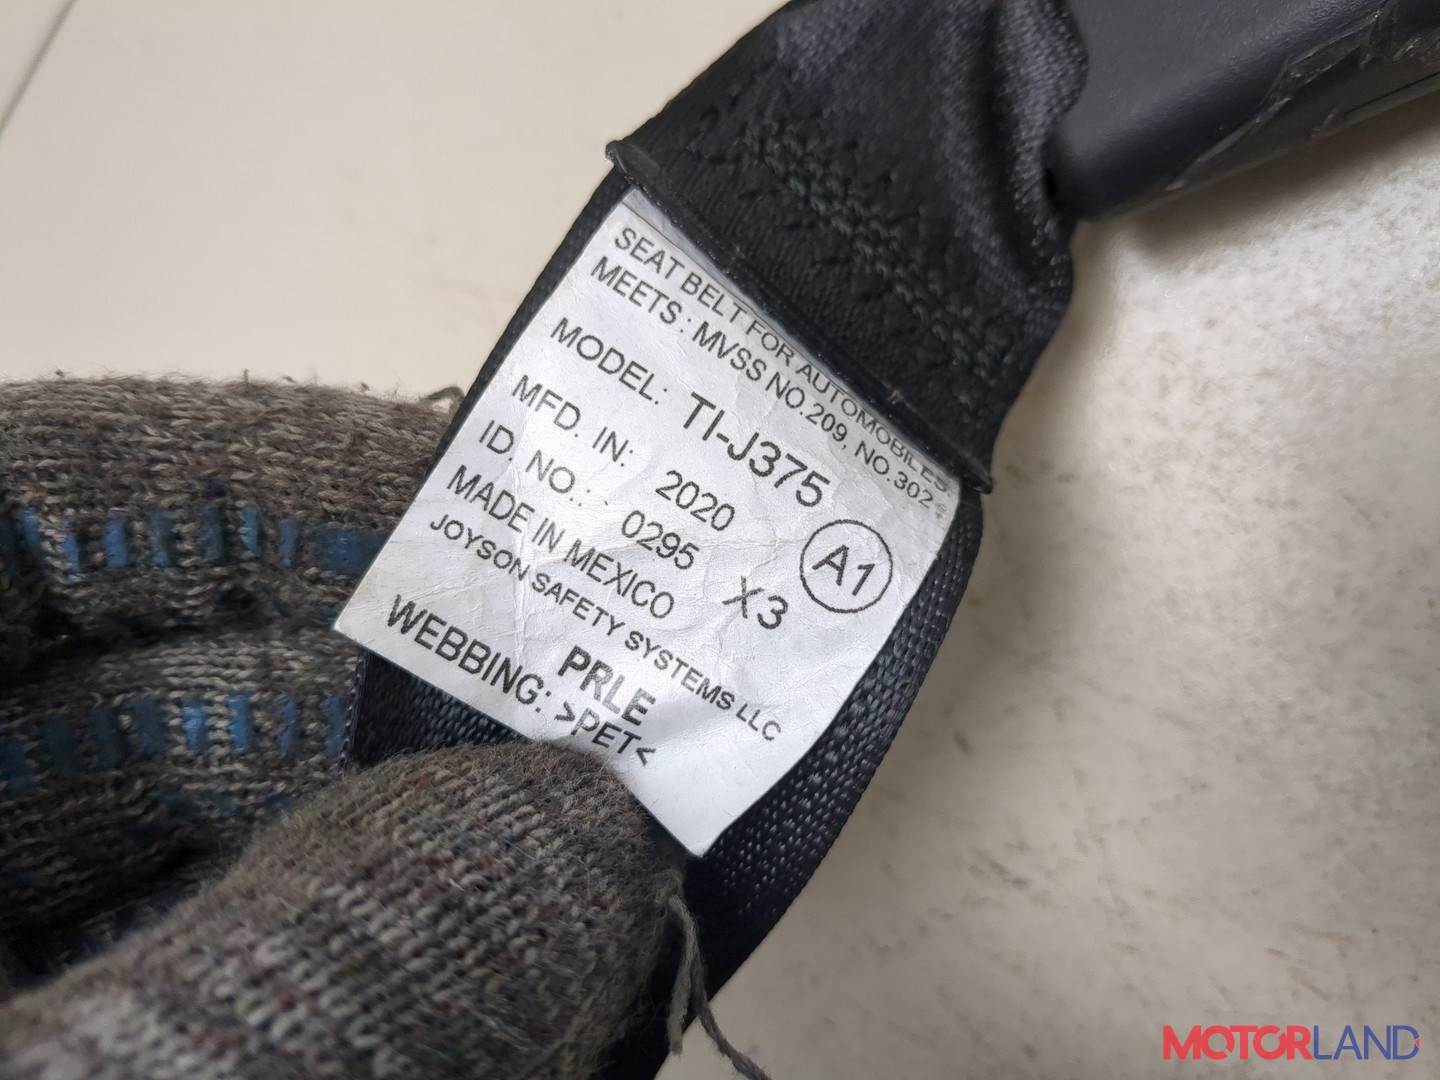 SEAT BELT FOR AUTOMOBILES
MEETS: MVSS NO.209, NO.302.
MODEL: TI-J375
MFD. IN: 2020 A1
ID. NO.: 0295 X3
MADE IN MEXICO
JOYSON SAFETY SYSTEMS LLC
PRLE
WEBBING: >PET<
MOTORLAND